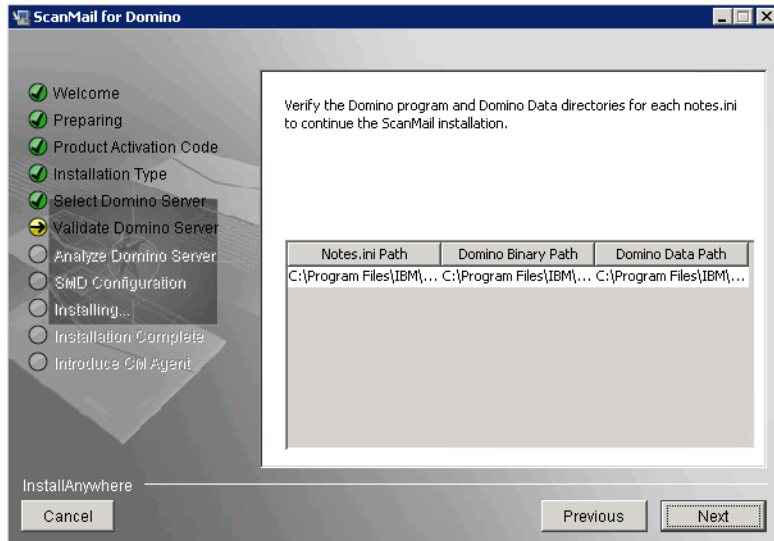 ScanMail for Domino
Welcome
Preparing
Product Activation Code
Installation Type
Select Domino Server
Validate Domino Server
Analyze Domino Server
SMD Configuration
Installing...
Installation Complete
Introduce CM Agent
Verify the Domino program and Domino Data directories for each notes.ini
to continue the ScanMail installation.
Notes.ini Path Domino Binary Path Domino Data Path
C:\Program Files\IBM\... C:\Program Files\IBM\... C:\Program Files\IBM\...
InstallAnywhere
Cancel Previous Next